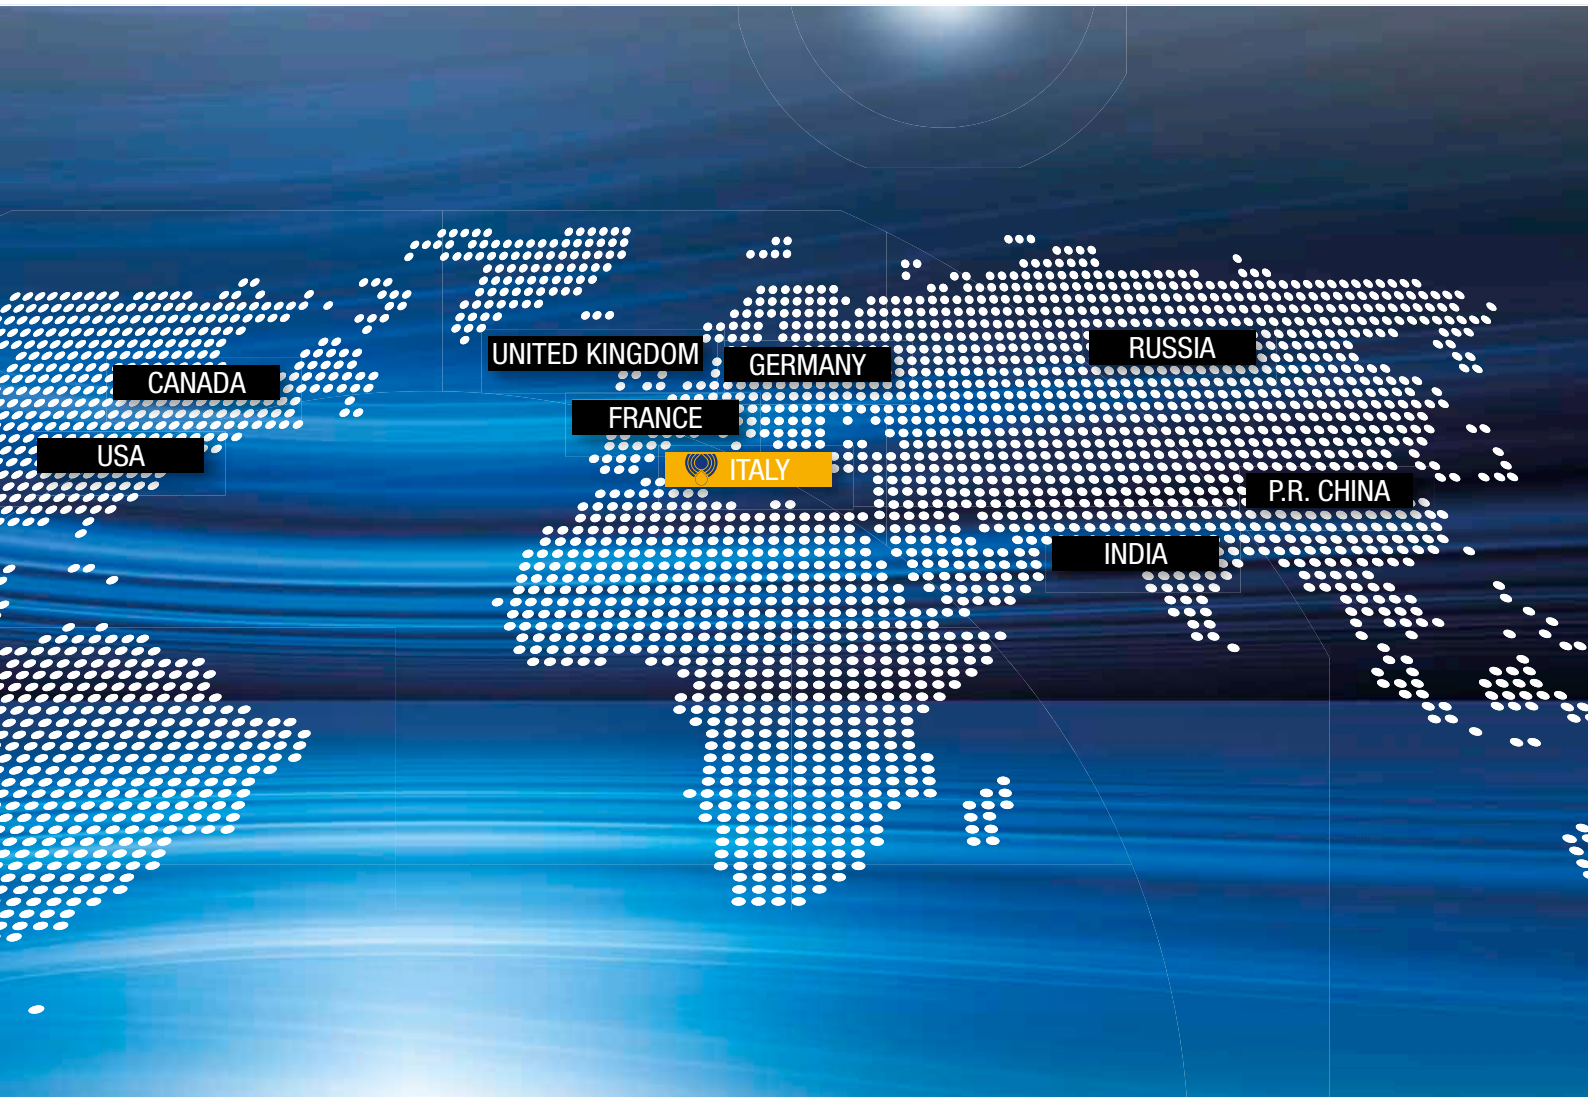 UNITED KINGDOM
GERMANY
RUSSIA
CANADA
FRANCE
USA
ITALY
P.R. CHINA
INDIA